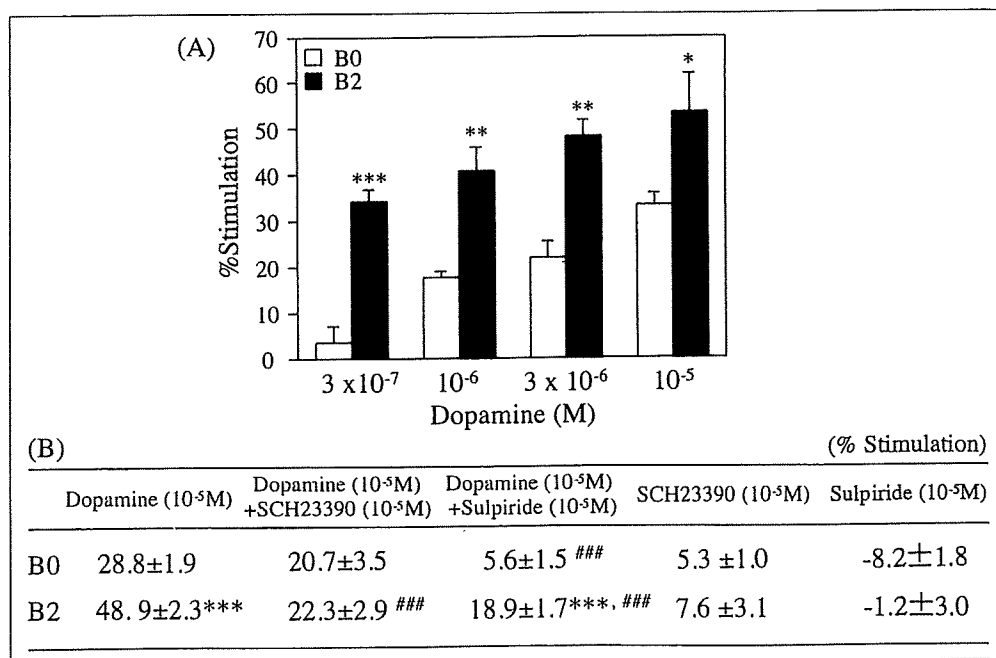 (A)
70
60
50
40
30
20
10
0
%Stimulation
B0
B2
***
**
**
*
3 x10⁻⁷ 10⁻⁶ 3 x 10⁻⁶ 10⁻⁵
Dopamine (M)
(B) (% Stimulation)
Dopamine (10⁻⁵M) Dopamine (10⁻⁵M) +SCH23390 (10⁻⁵M) Dopamine (10⁻⁵M) +Sulpiride (10⁻⁵M) SCH23390 (10⁻⁵M) Sulpiride (10⁻⁵M)
B0 28.8±1.9 20.7±3.5 5.6±1.5 ### 5.3 ±1.0 -8.2±1.8
B2 48.9±2.3*** 22.3±2.9 ### 18.9±1.7***, ### 7.6 ±3.1 -1.2±3.0